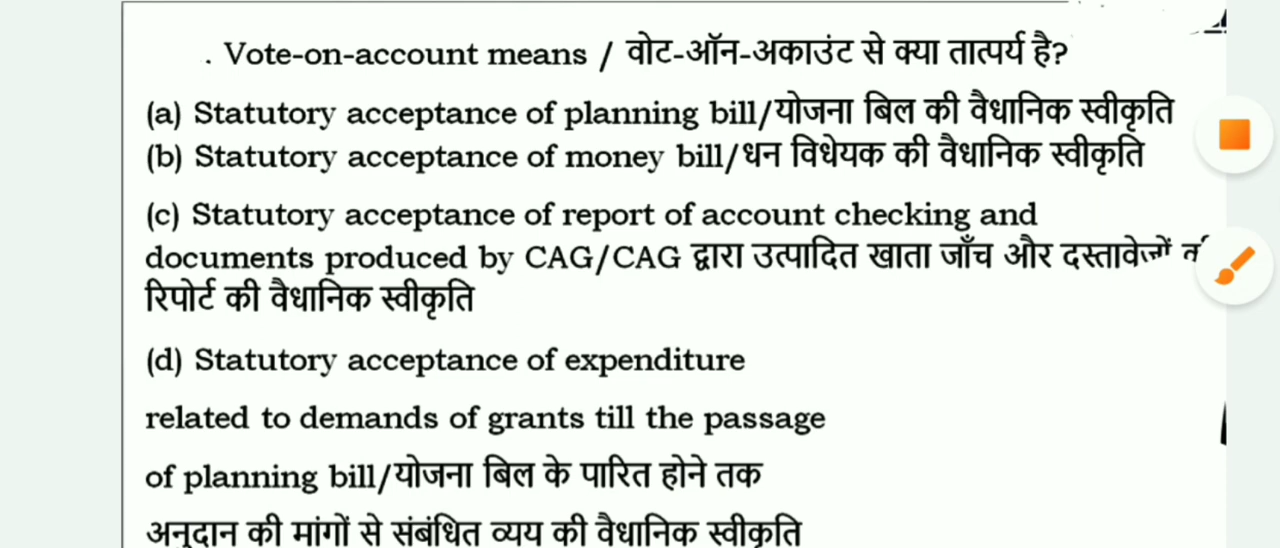 . Vote-on-account means / वोट-ऑन-अकाउंट से क्या तात्पर्य है?
(a) Statutory acceptance of planning bill/योजना बिल की वैधानिक स्वीकृति
(b) Statutory acceptance of money bill/धन विधेयक की वैधानिक स्वीकृति
(c) Statutory acceptance of report of account checking and
documents produced by CAG/CAG द्वारा उत्पादित खाता जाँच और दस्तावेजों
रिपोर्ट की वैधानिक स्वीकृति
(d) Statutory acceptance of expenditure
related to demands of grants till the passage
of planning bill/योजना बिल के पारित होने तक
अनुदान की मांगों से संबंधित व्यय की वैधानिक स्वीकृति